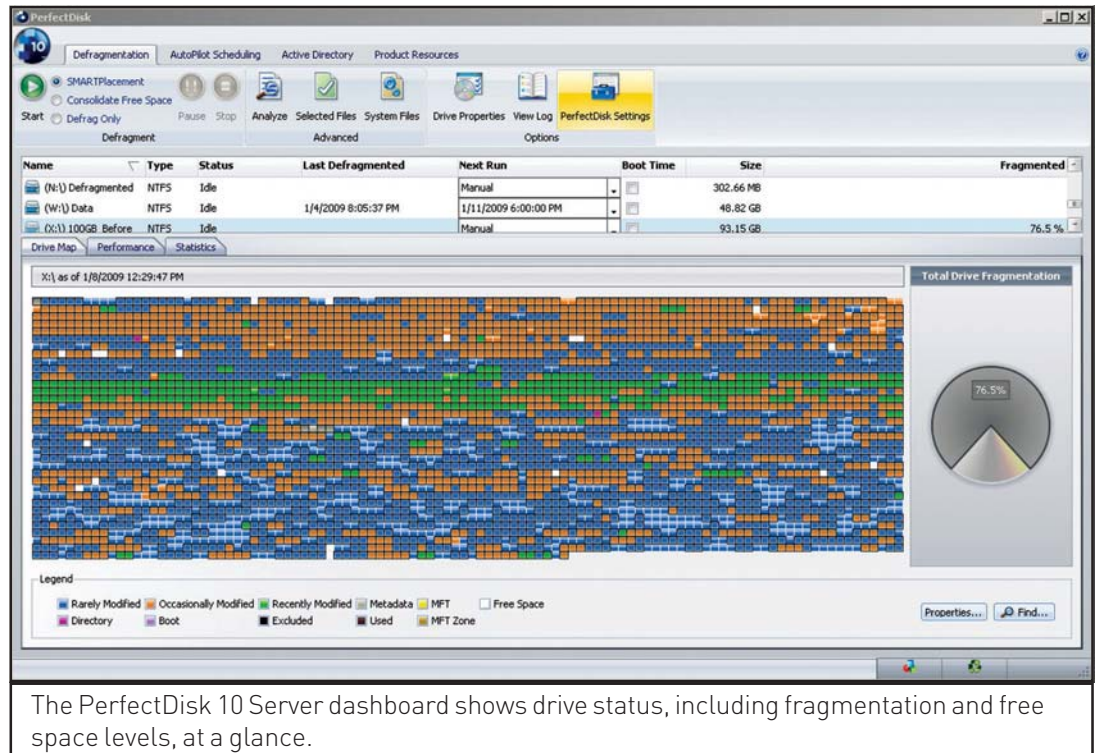 PerfectDisk
10
Defragmentation AutoPilot Scheduling Active Directory Product Resources
Start
SMARTPlacement
Consolidate Free Space
Defrag Only
Pause Stop
Defragment
Analyze Selected Files System Files
Advanced
Drive Properties View Log PerfectDisk Settings
Options
Name Type Status Last Defragmented Next Run Boot Time Size Fragmented
(N:\) Defragmented NTFS Idle Manual 302.66 MB
(W:\) Data NTFS Idle 1/4/2009 8:05:37 PM 1/11/2009 6:00:00 PM 48.82 GB
(X:\) 100GB Before NTFS Idle Manual 93.15 GB 76.5 %
Drive Map Performance Statistics
X:\ as of 1/8/2009 12:29:47 PM
Total Drive Fragmentation
76.5%
Legend
Rarely Modified Occasionally Modified Recently Modified Metadata MFT Free Space
Directory Boot Excluded Used MFT Zone
Properties... Find...
The PerfectDisk 10 Server dashboard shows drive status, including fragmentation and free
space levels, at a glance.